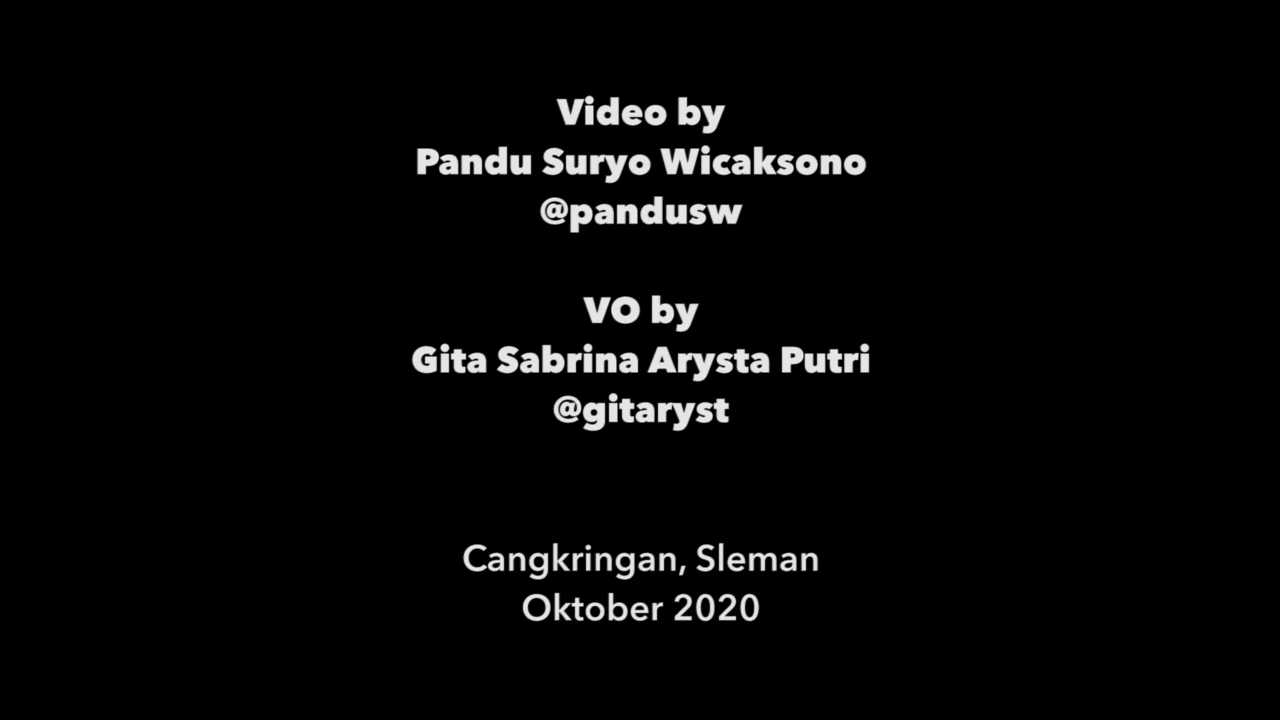 Video by
Pandu Suryo Wicaksono
@pandusw
VO by
Gita Sabrina Arysta Putri
@gitaryst
Cangkringan, Sleman
Oktober 2020